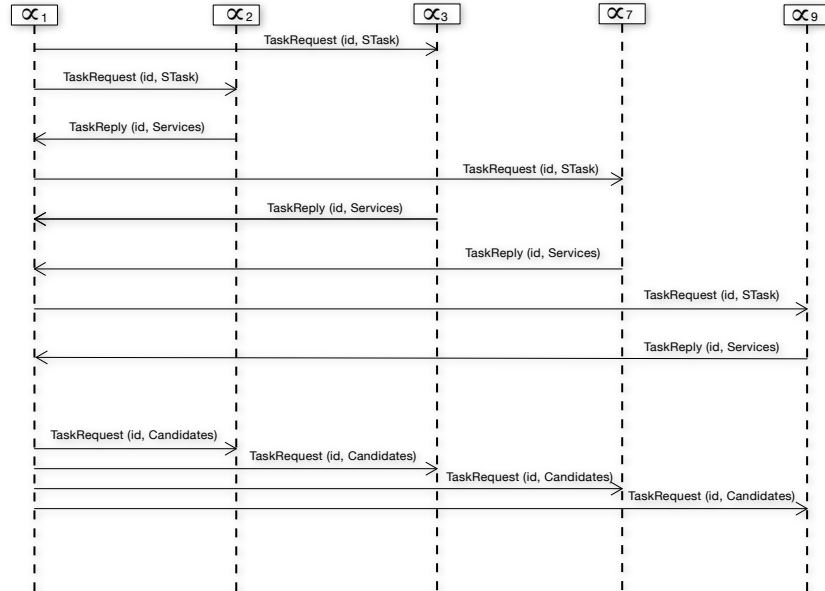 ∝1
∝2
∝3
∝7
∝9
TaskRequest (id, STask)
TaskRequest (id, STask)
TaskReply (id, Services)
TaskRequest (id, STask)
TaskReply (id, Services)
TaskReply (id, Services)
TaskRequest (id, STask)
TaskReply (id, Services)
TaskRequest (id, Candidates)
TaskRequest (id, Candidates)
TaskRequest (id, Candidates)
TaskRequest (id, Candidates)